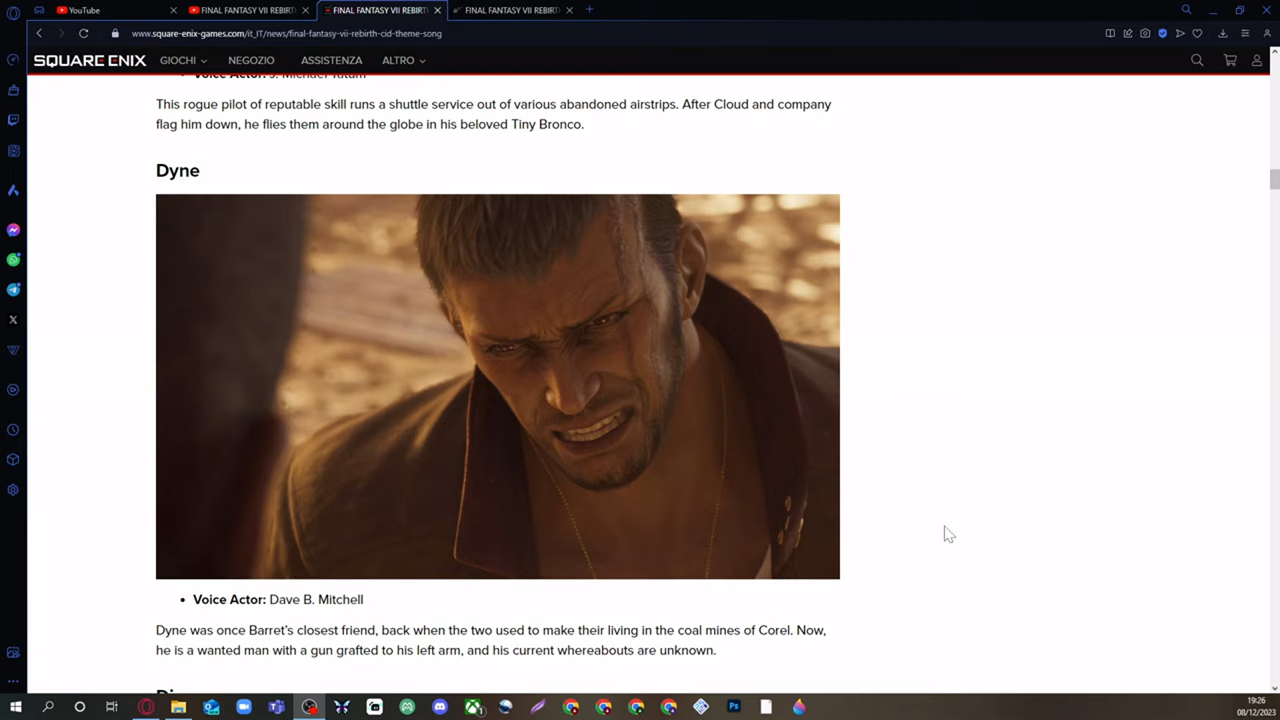 YouTube
FINAL FANTASY VII REBIRTH
FINAL FANTASY VII REBIRTH
FINAL FANTASY VII REBIRTH
www.square-enix-games.com/it_IT/news/final-fantasy-vii-rebirth-cid-theme-song
SQUARE ENIX
GIOCHI
NEGOZIO
ASSISTENZA
ALTRO
Voice Actor: J. Michael Tatum
This rogue pilot of reputable skill runs a shuttle service out of various abandoned airstrips. After Cloud and company
flag him down, he flies them around the globe in his beloved Tiny Bronco.
Dyne
• Voice Actor: Dave B. Mitchell
Dyne was once Barret's closest friend, back when the two used to make their living in the coal mines of Corel. Now,
he is a wanted man with a gun grafted to his left arm, and his current whereabouts are unknown.
19:26
08/12/2023